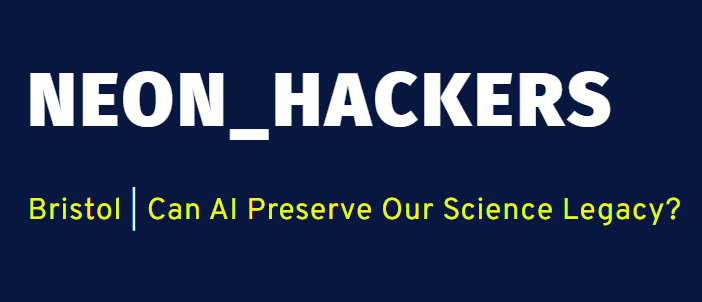 NEON_HACKERS
Bristol | Can AI Preserve Our Science Legacy?